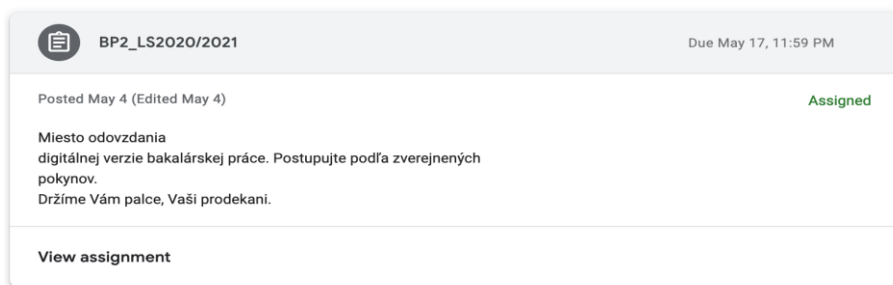 BP2_LS2020/2021
Due May 17, 11:59 PM
Posted May 4 (Edited May 4)
Assigned
Miesto odovzdania
digitálnej verzie bakalárskej práce. Postupujte podľa zverejnených
pokynov.
Držíme Vám palce, Vaši prodekani.
View assignment